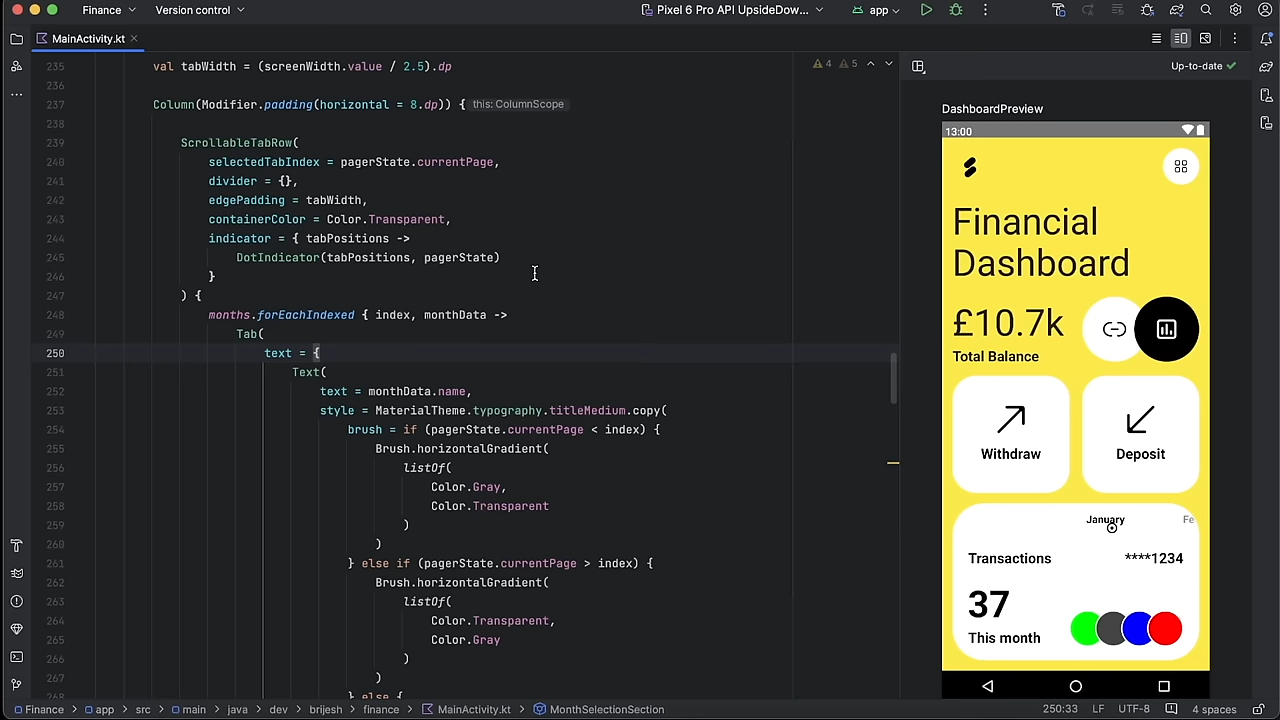 Finance
Version control
Pixel 6 Pro API UpsideDow...
app
MainActivity.kt
4
5
Up-to-date
235 val tabWidth = (screenWidth.value / 2.5).dp
236
237 Column(Modifier.padding(horizontal = 8.dp)) { this: ColumnScope
238
239 ScrollableTabRow(
240 selectedTabIndex = pagerState.currentPage,
241 divider = {},
242 edgePadding = tabWidth,
243 containerColor = Color.Transparent,
244 indicator = { tabPositions ->
245 DotIndicator(tabPositions, pagerState)
246 }
247 ) {
248 months.forEachIndexed { index, monthData ->
249 Tab(
250 text = {
251 Text(
252 text = monthData.name,
253 style = MaterialTheme.typography.titleMedium.copy(
254 brush = if (pagerState.currentPage < index) {
255 Brush.horizontalGradient(
256 listOf(
257 Color.Gray,
258 Color.Transparent
259 )
260 )
261 } else if (pagerState.currentPage > index) {
262 Brush.horizontalGradient(
263 listOf(
264 Color.Transparent,
265 Color.Gray
266 )
267 )
268 } else {
DashboardPreview
13:00
Financial
Dashboard
£10.7k
Total Balance
Withdraw
Deposit
January
Fe
Transactions
****1234
37
This month
Finance > app > src > main > java > dev > brijesh > finance > MainActivity.kt > MonthSelectionSection
250:33 LF UTF-8 4 spaces